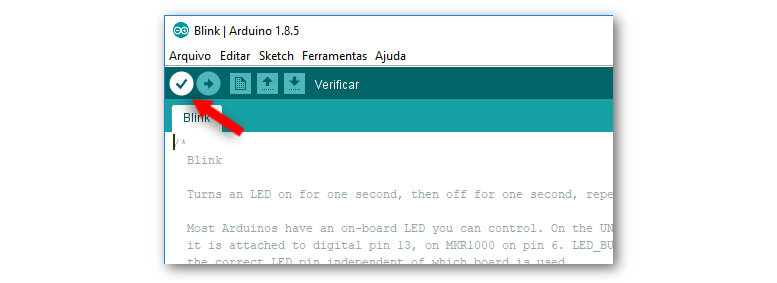 Blink | Arduino 1.8.5
Arquivo Editar Sketch Ferramentas Ajuda
Verificar
Blink
/*
Blink
Turns an LED on for one second, then off for one second, repe
Most Arduinos have an on-board LED you can control. On the UN
it is attached to digital pin 13, on MKR1000 on pin 6. LED_BU
the correct LED pin independent of which board is used